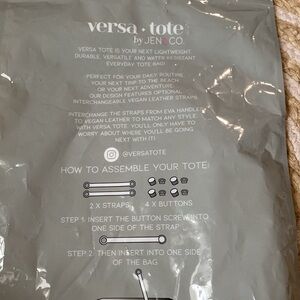 versa • tote
by JEN & CO
VERSA TOTE IS YOUR NEXT LIGHTWEIGHT,
DURABLE, VERSATILE AND WATER RESISTANT
EVERYDAY TOTE BAG!
PERFECT FOR YOUR DAILY ROUTINE,
YOUR NEXT TRIP TO THE BEACH
OR YOUR NEXT ADVENTURE.
OUR DESIGN FEATURES OPTIONAL
INTERCHANGEABLE VEGAN LEATHER STRAPS.
INTERCHANGE THE STRAPS FROM EVA HANDLES
TO VEGAN LEATHER TO MATCH ANY STYLE.
WITH VERSA TOTE, YOU'LL ONLY HAVE TO
WORRY ABOUT WHERE YOU'LL BE GOING
NEXT WITH IT!
@VERSATOTE
HOW TO ASSEMBLE YOUR TOTE:
2 X STRAPS 4 X BUTTONS
STEP 1. INSERT THE BUTTON SCREW INTO
ONE SIDE OF THE STRAP
STEP 2. THEN INSERT INTO ONE SIDE
OF THE BAG